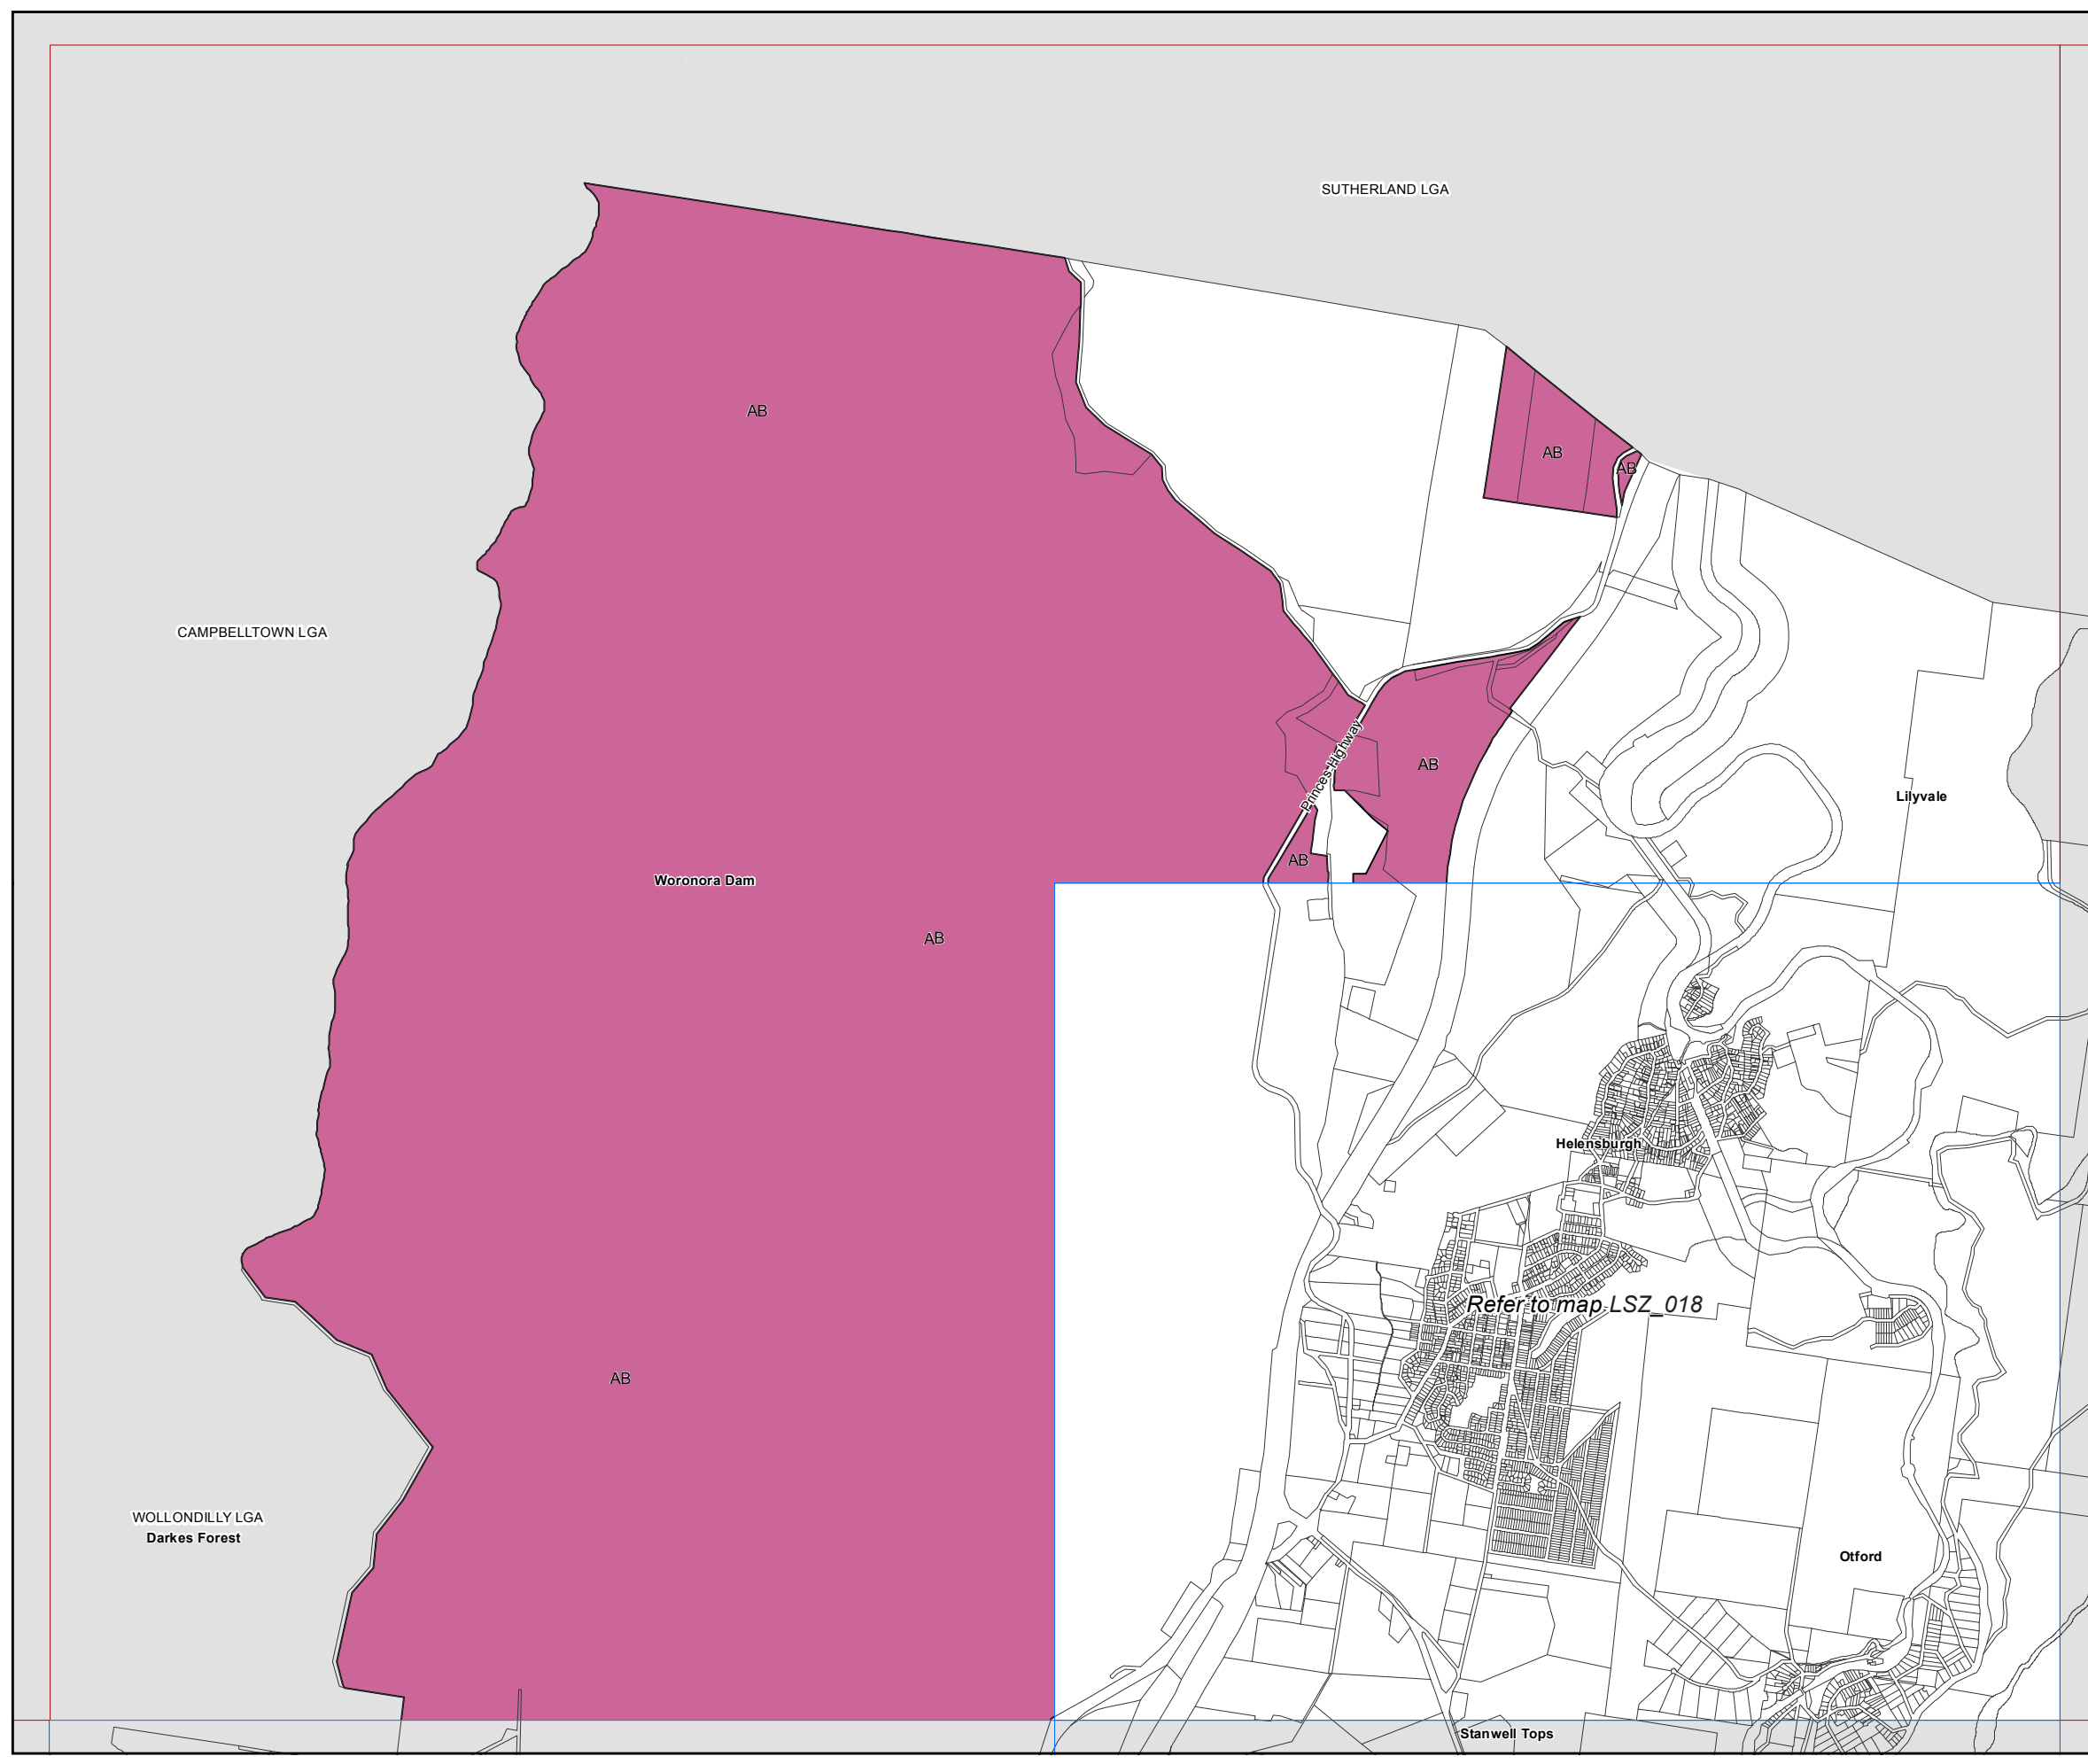 SUTHERLAND LGA
AB
AB
AB
CAMPBELLTOWN LGA
Princes Highway
AB
Lilyvale
AB
Woronora Dam
AB
Helensburgh
Refer to map LSZ_018
AB
WOLLONDILLY LGA
Darkes Forest
Otford
Stanwell Tops